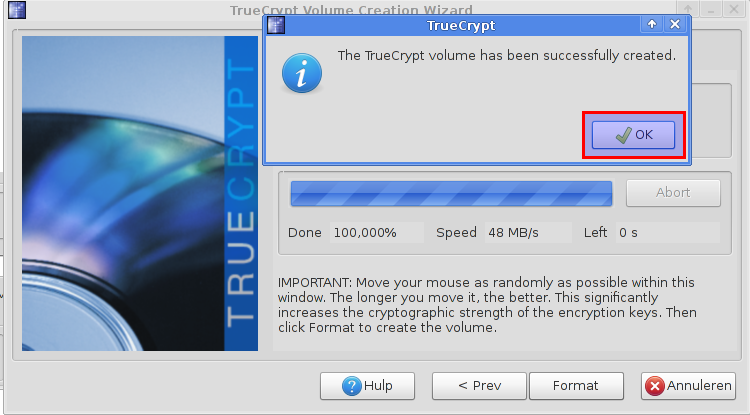 TrueCrypt Volume Creation Wizard
TrueCrypt
The TrueCrypt volume has been successfully created.
OK
TRUECRYPT
Abort
Done 100,000% Speed 48 MB/s Left 0 s
IMPORTANT: Move your mouse as randomly as possible within this
window. The longer you move it, the better. This significantly
increases the cryptographic strength of the encryption keys. Then
click Format to create the volume.
Hulp < Prev Format Annuleren